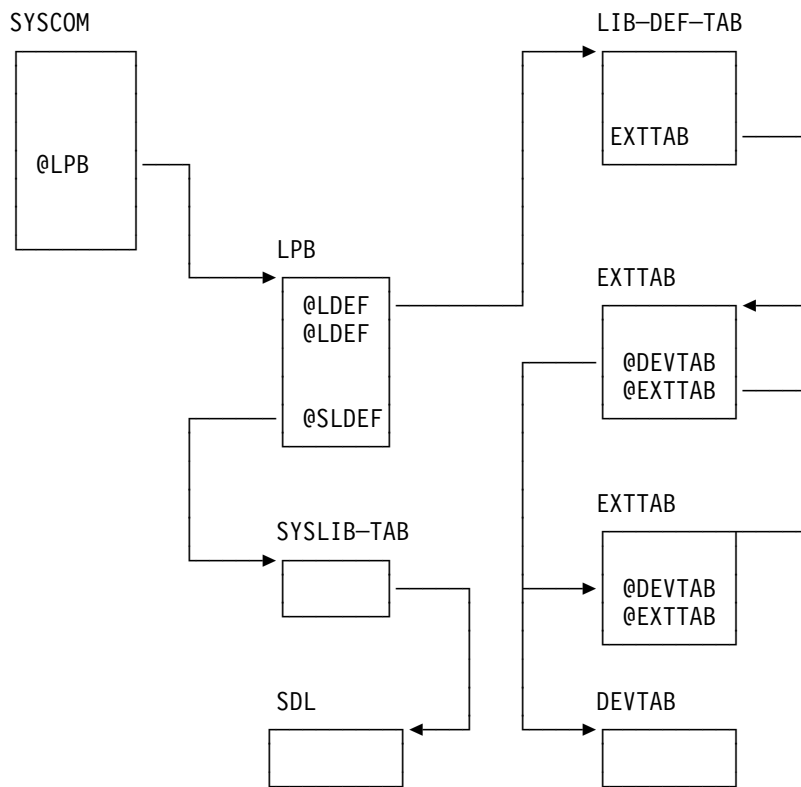 SYSCOM
LIB–DEF–TAB
EXTTAB
@LPB
LPB
EXTTAB
@LDEF
@LDEF
@DEVTAB
@EXTTAB
@SLDEF
EXTTAB
SYSLIB–TAB
@DEVTAB
@EXTTAB
SDL
DEVTAB